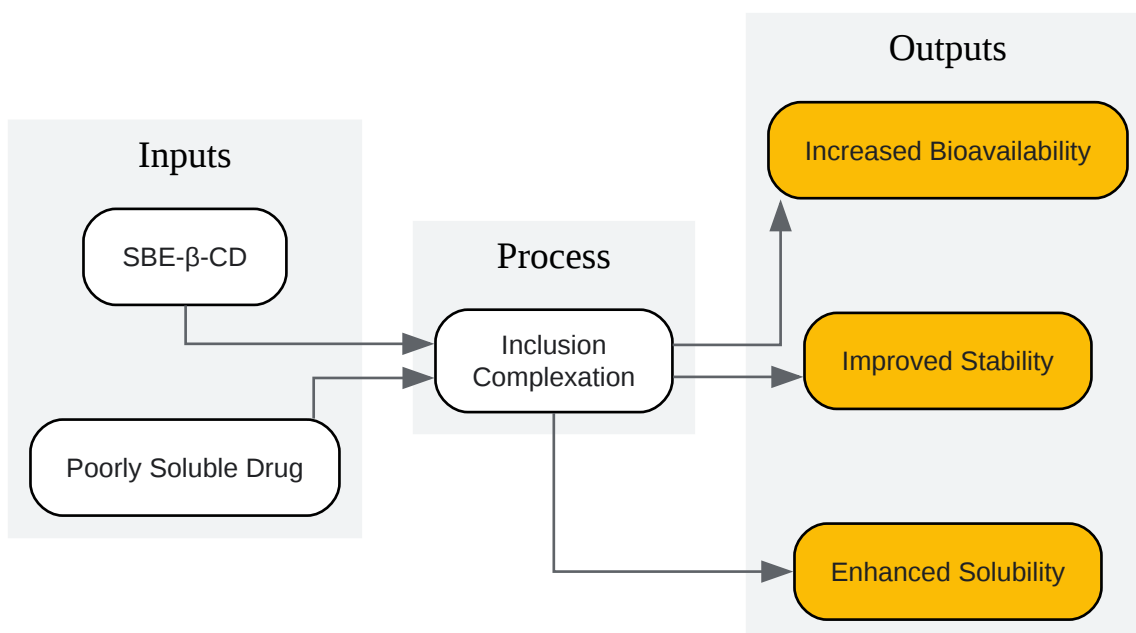 Inputs
SBE-β-CD
Poorly Soluble Drug
Process
Inclusion
Complexation
Outputs
Increased Bioavailability
Improved Stability
Enhanced Solubility